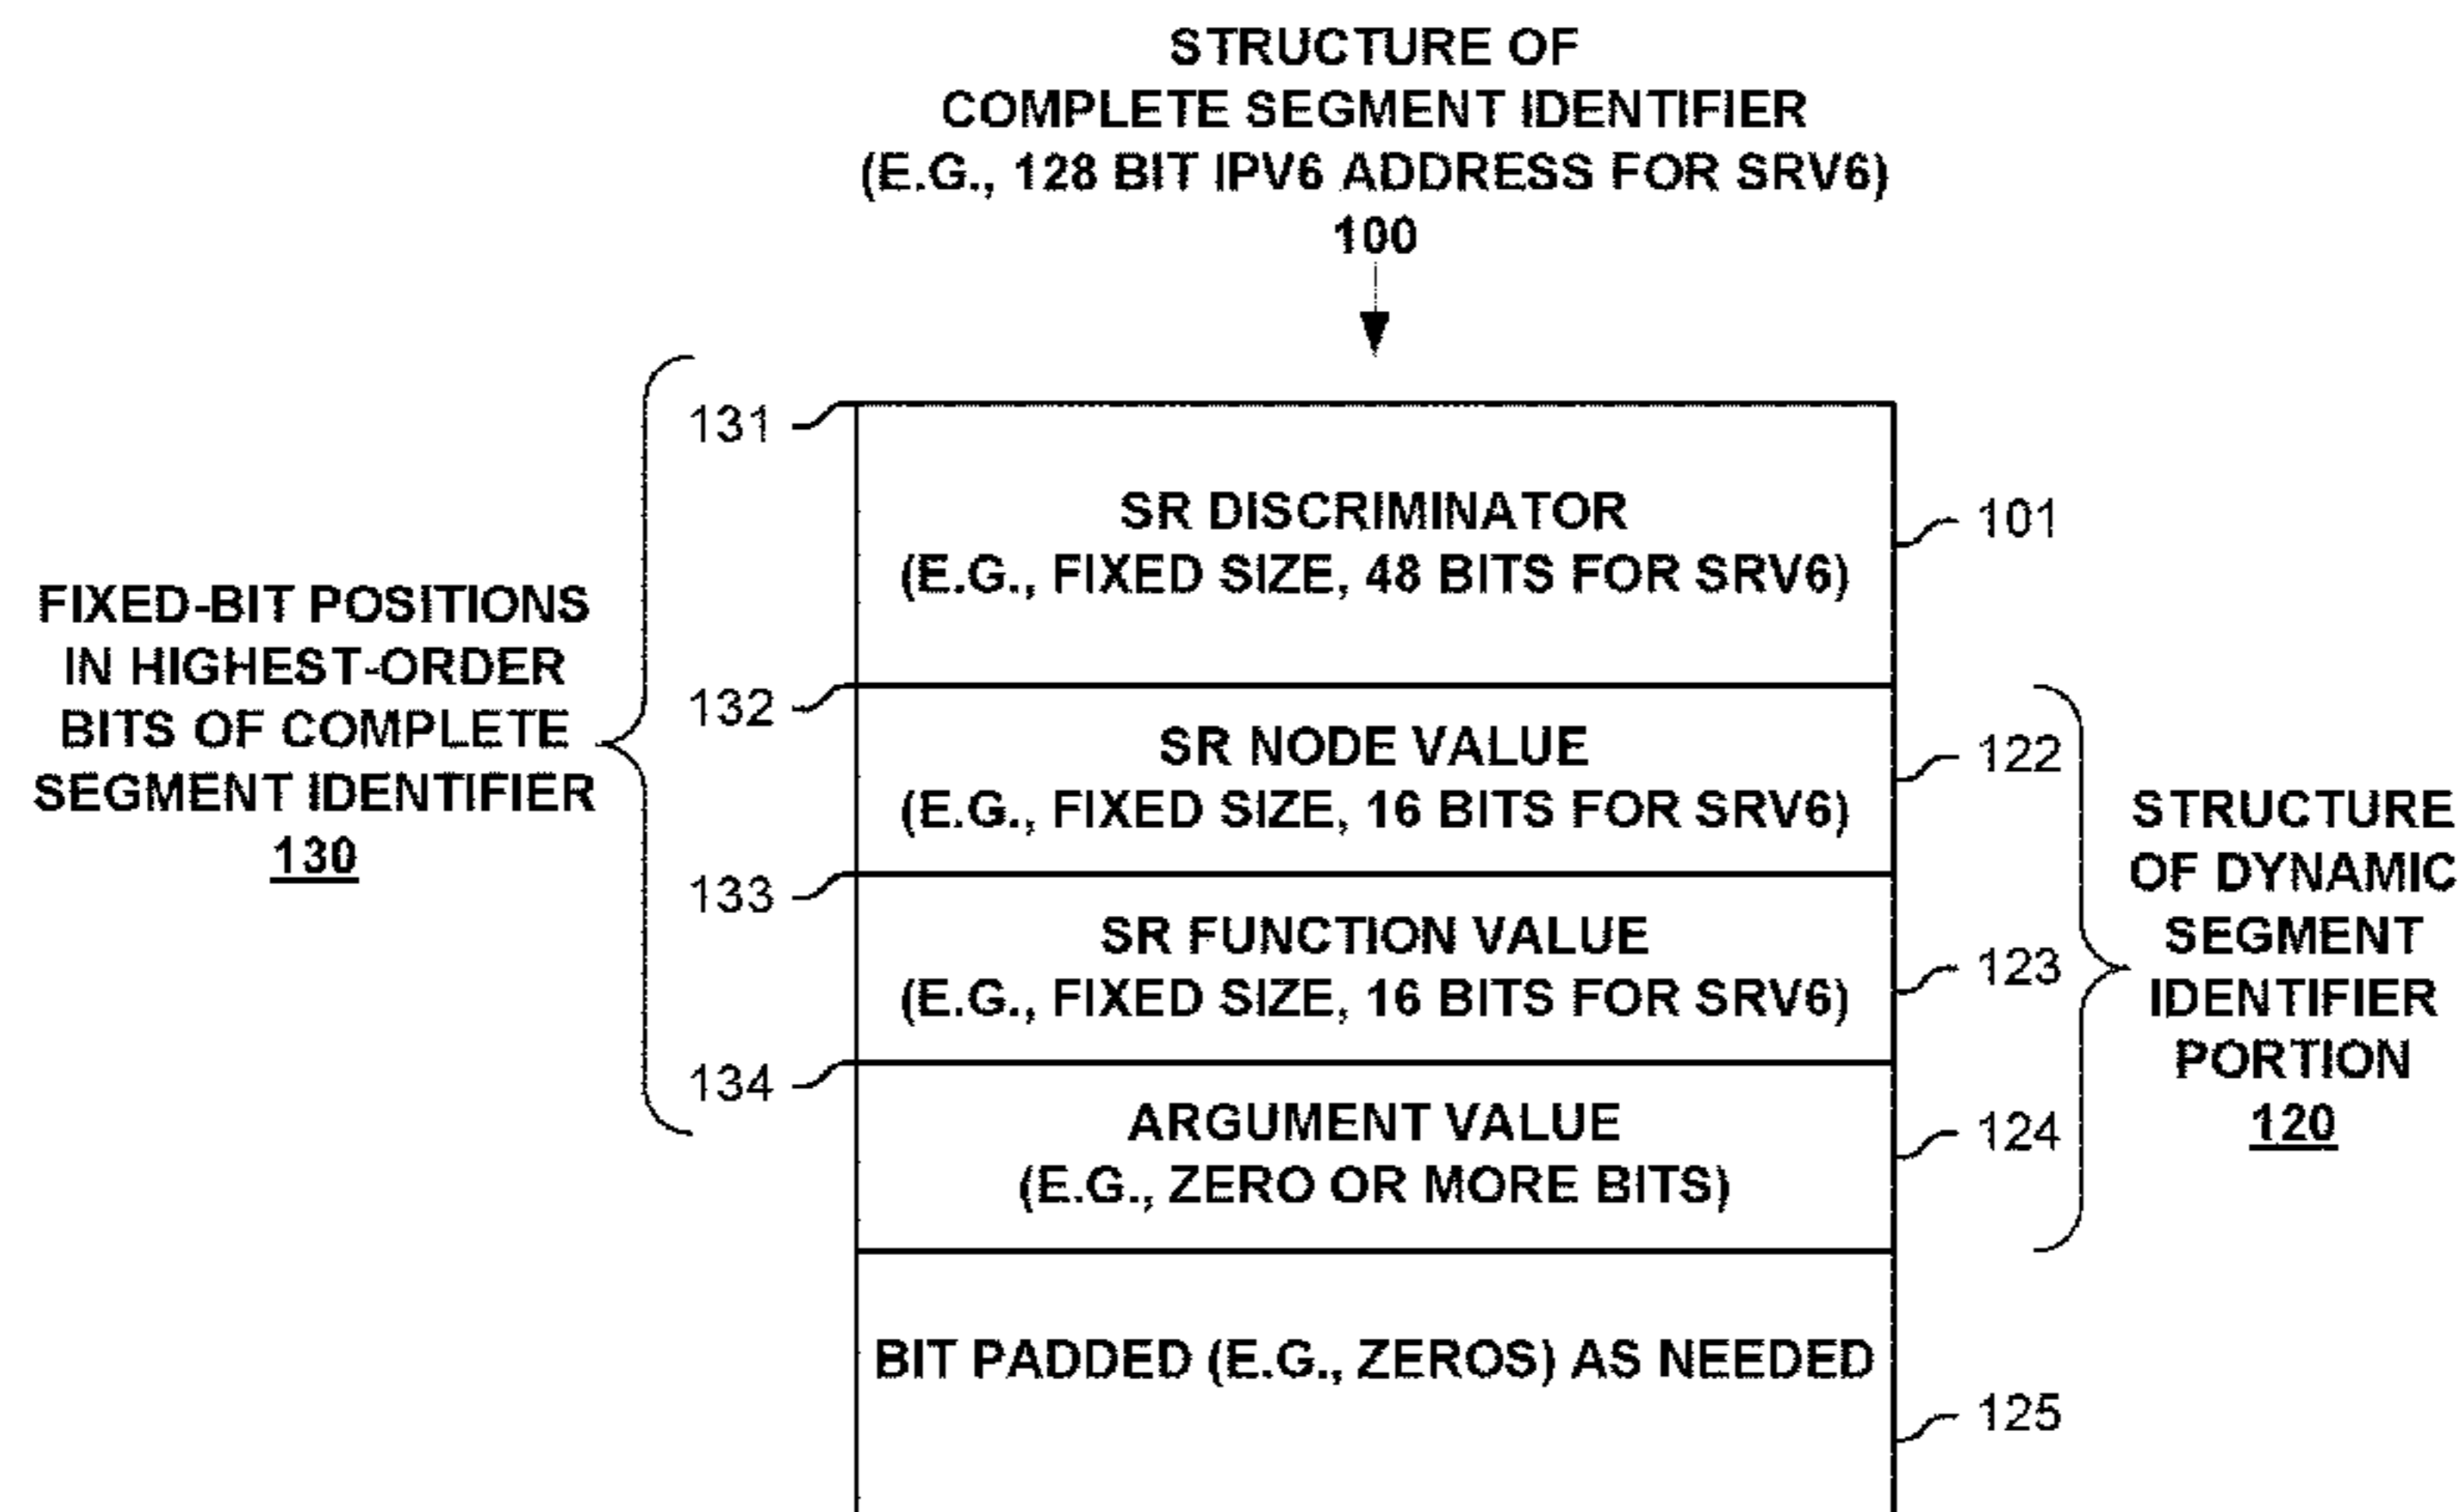 STRUCTURE OF
COMPLETE SEGMENT IDENTIFIER
(E.G., 128 BIT IPV6 ADDRESS FOR SRV6)
100
131
SR DISCRIMINATOR
(E.G., FIXED SIZE, 48 BITS FOR SRV6)
101
FIXED-BIT POSITIONS
IN HIGHEST-ORDER
BITS OF COMPLETE
SEGMENT IDENTIFIER
130
132
SR NODE VALUE
(E.G., FIXED SIZE, 16 BITS FOR SRV6)
122
133
SR FUNCTION VALUE
(E.G., FIXED SIZE, 16 BITS FOR SRV6)
123
STRUCTURE
OF DYNAMIC
SEGMENT
IDENTIFIER
PORTION
120
134
ARGUMENT VALUE
(E.G., ZERO OR MORE BITS)
124
BIT PADDED (E.G., ZEROS) AS NEEDED
125